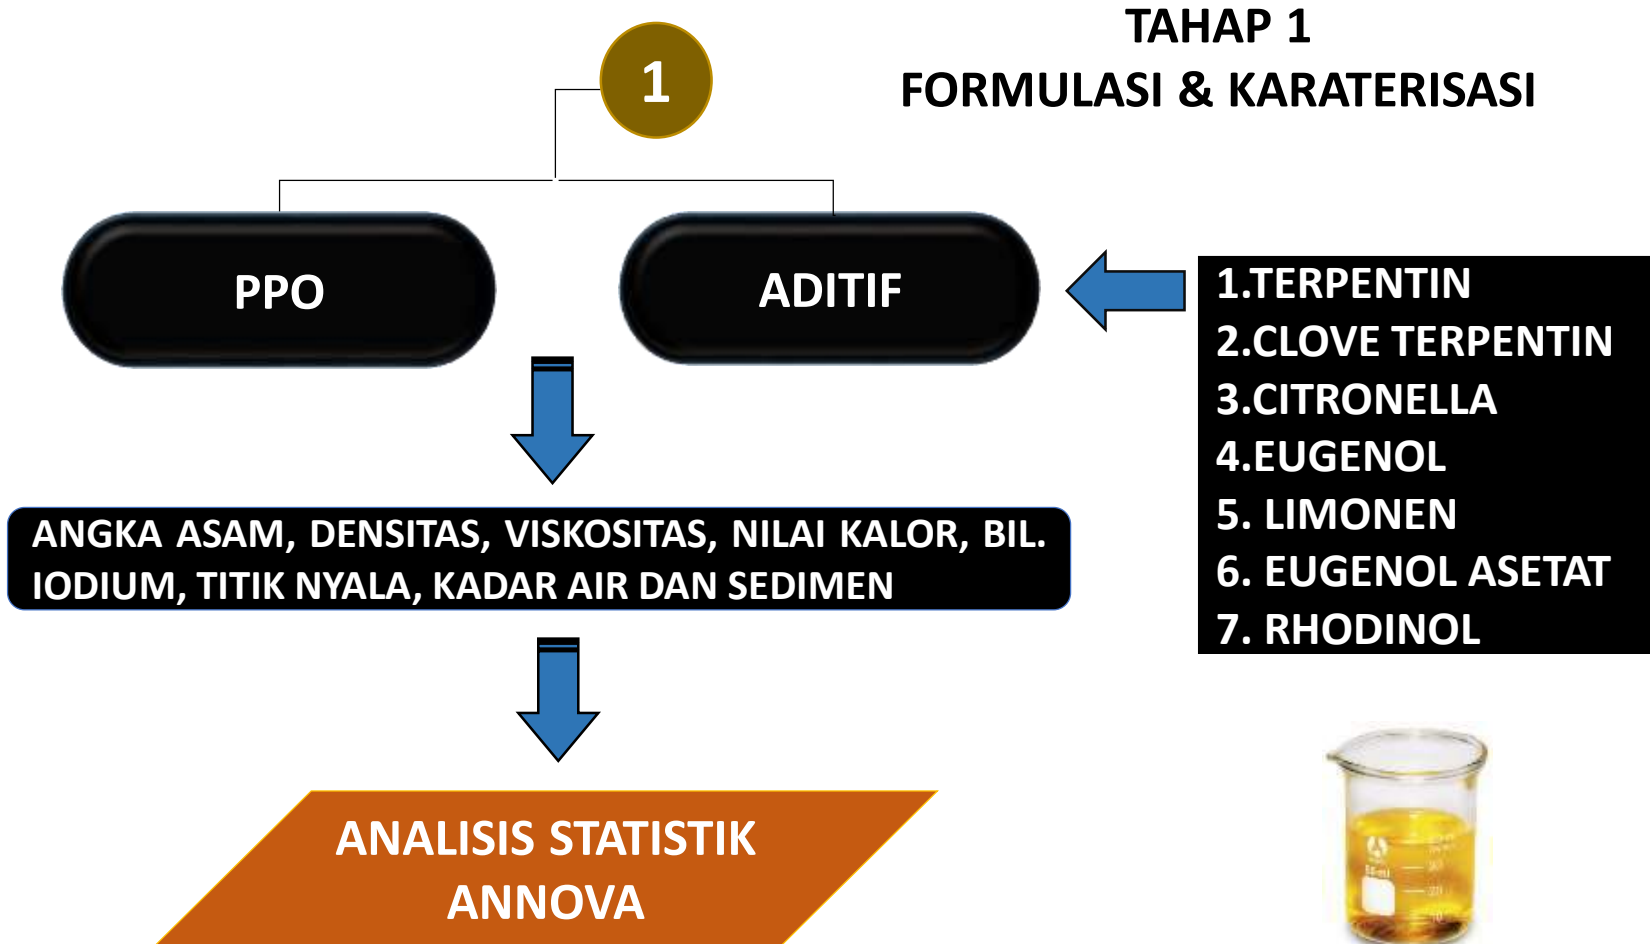 TAHAP 1
FORMULASI & KARATERISASI
1
PPO
ADITIF
1.TERPENTIN
2.CLOVE TERPENTIN
3.CITRONELLA
4.EUGENOL
5. LIMONEN
6. EUGENOL ASETAT
7. RHODINOL
ANGKA ASAM, DENSITAS, VISKOSITAS, NILAI KALOR, BIL.
IODIUM, TITIK NYALA, KADAR AIR DAN SEDIMEN
ANALISIS STATISTIK
ANNOVA